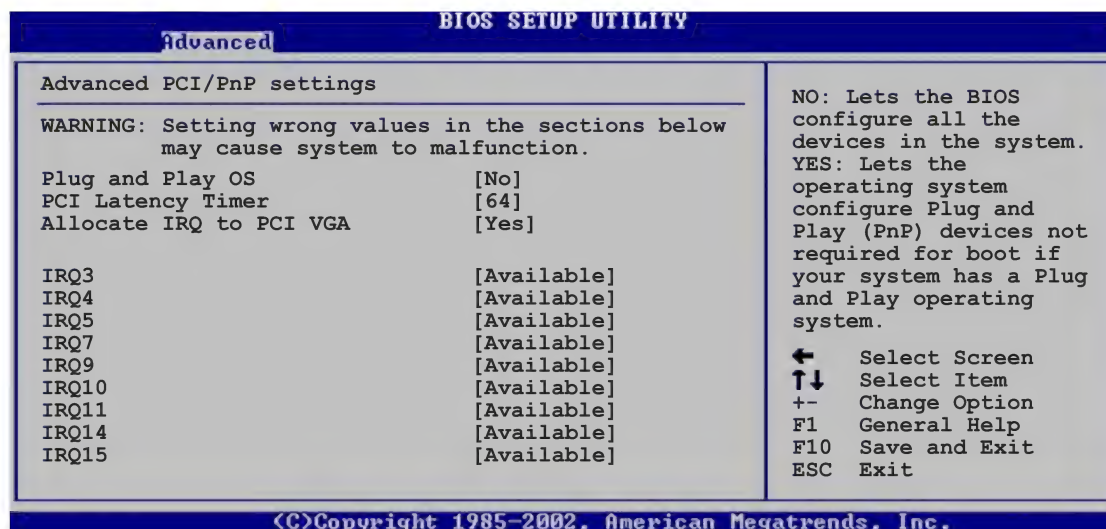 BIOS SETUP UTILITY
Advanced
Advanced PCI/PnP settings
WARNING: Setting wrong values in the sections below
may cause system to malfunction.
Plug and Play OS [No]
PCI Latency Timer [64]
Allocate IRQ to PCI VGA [Yes]
IRQ3 [Available]
IRQ4 [Available]
IRQ5 [Available]
IRQ7 [Available]
IRQ9 [Available]
IRQ10 [Available]
IRQ11 [Available]
IRQ14 [Available]
IRQ15 [Available]
NO: Lets the BIOS
configure all the
devices in the system.
YES: Lets the
operating system
configure Plug and
Play (PnP) devices not
required for boot if
your system has a Plug
and Play operating
system.
← Select Screen
↑↓ Select Item
+- Change Option
F1 General Help
F10 Save and Exit
ESC Exit
(C)Copyright 1985-2002, American Megatrends, Inc.